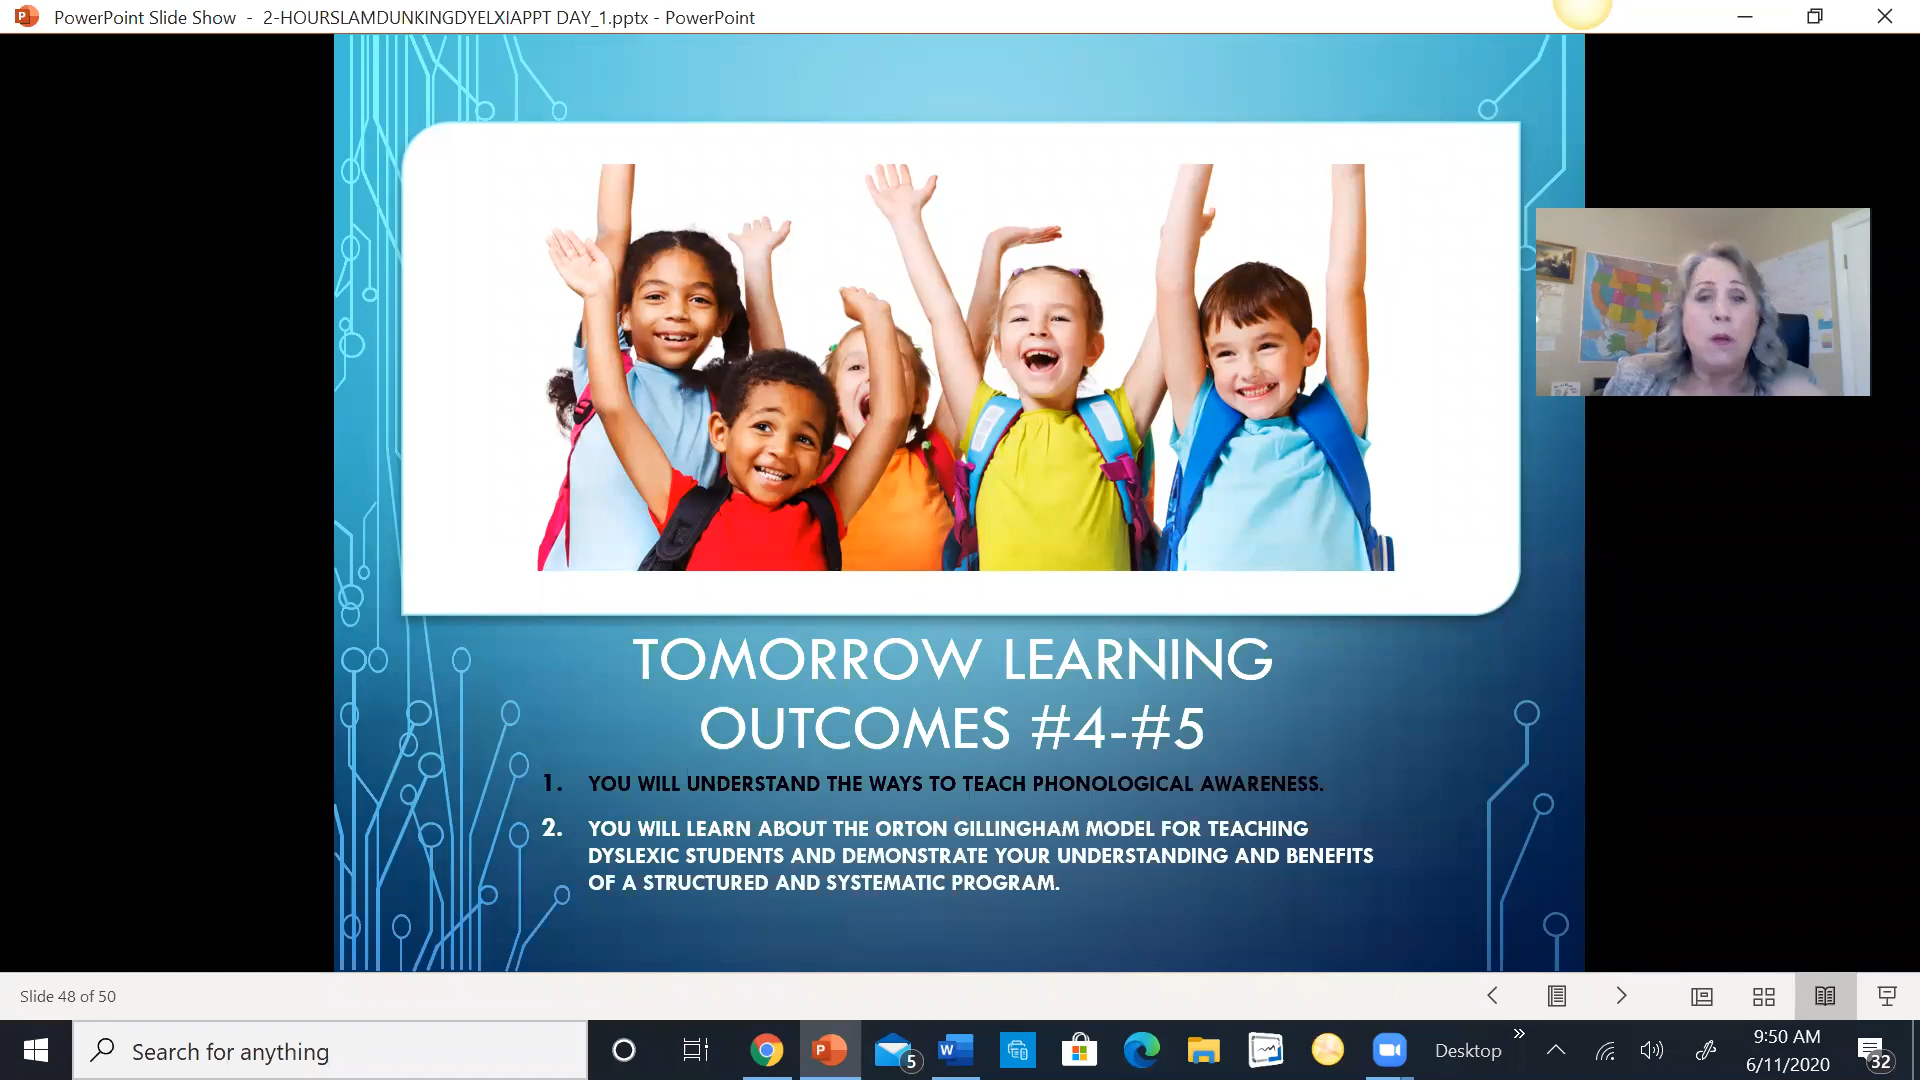 PowerPoint Slide Show - 2-HOURSLAMDUNKINGDYELXIAPPT DAY_1.pptx - PowerPoint
TOMORROW LEARNING
OUTCOMES #4-#5
1. YOU WILL UNDERSTAND THE WAYS TO TEACH PHONOLOGICAL AWARENESS.
2. YOU WILL LEARN ABOUT THE ORTON GILLINGHAM MODEL FOR TEACHING
DYSLEXIC STUDENTS AND DEMONSTRATE YOUR UNDERSTANDING AND BENEFITS
OF A STRUCTURED AND SYSTEMATIC PROGRAM.
Slide 48 of 50
Search for anything
5
Desktop
9:50 AM
6/11/2020
32